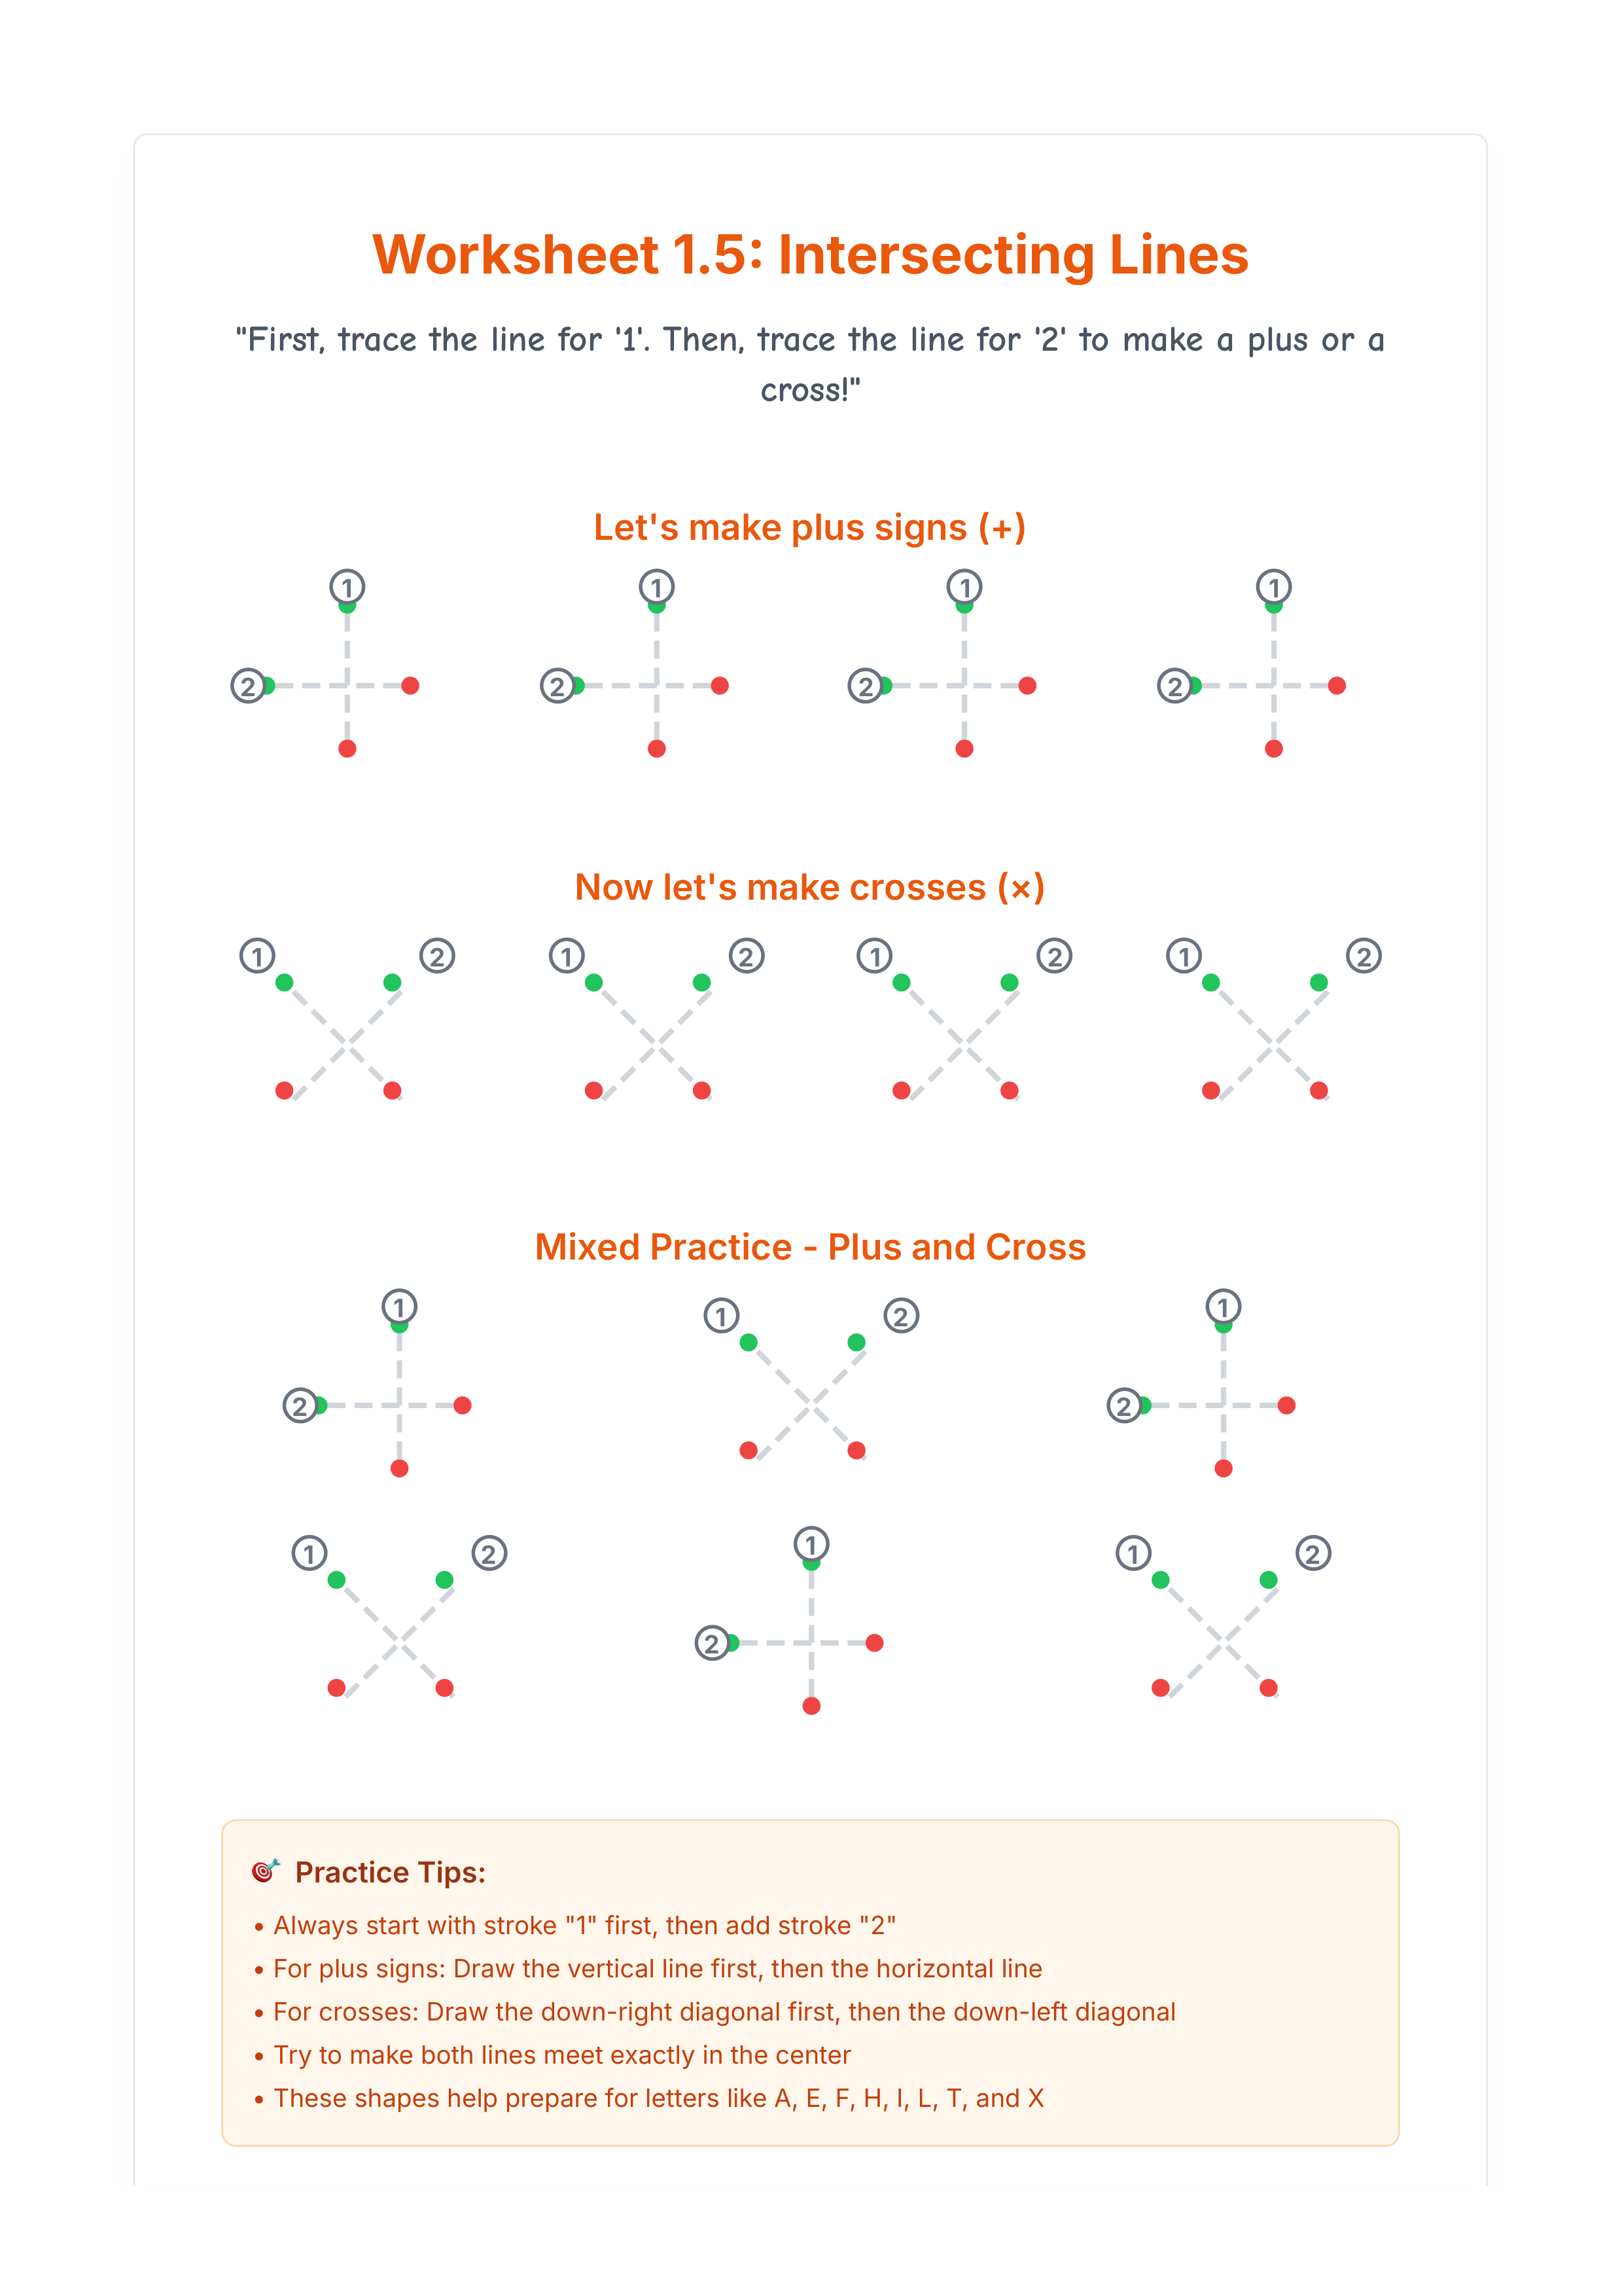 Worksheet 1.5: Intersecting Lines
"First, trace the line for '1'. Then, trace the line for '2' to make a plus or a
cross!"
Let's make plus signs (+)
1 1 1 1
2 2 2 2
Now let's make crosses (×)
1 2 1 2 1 2 1 2
Mixed Practice - Plus and Cross
1 1 2 1
2 2
1 2 1 1 2
2
Practice Tips:
• Always start with stroke "1" first, then add stroke "2"
• For plus signs: Draw the vertical line first, then the horizontal line
• For crosses: Draw the down-right diagonal first, then the down-left diagonal
• Try to make both lines meet exactly in the center
• These shapes help prepare for letters like A, E, F, H, I, L, T, and X